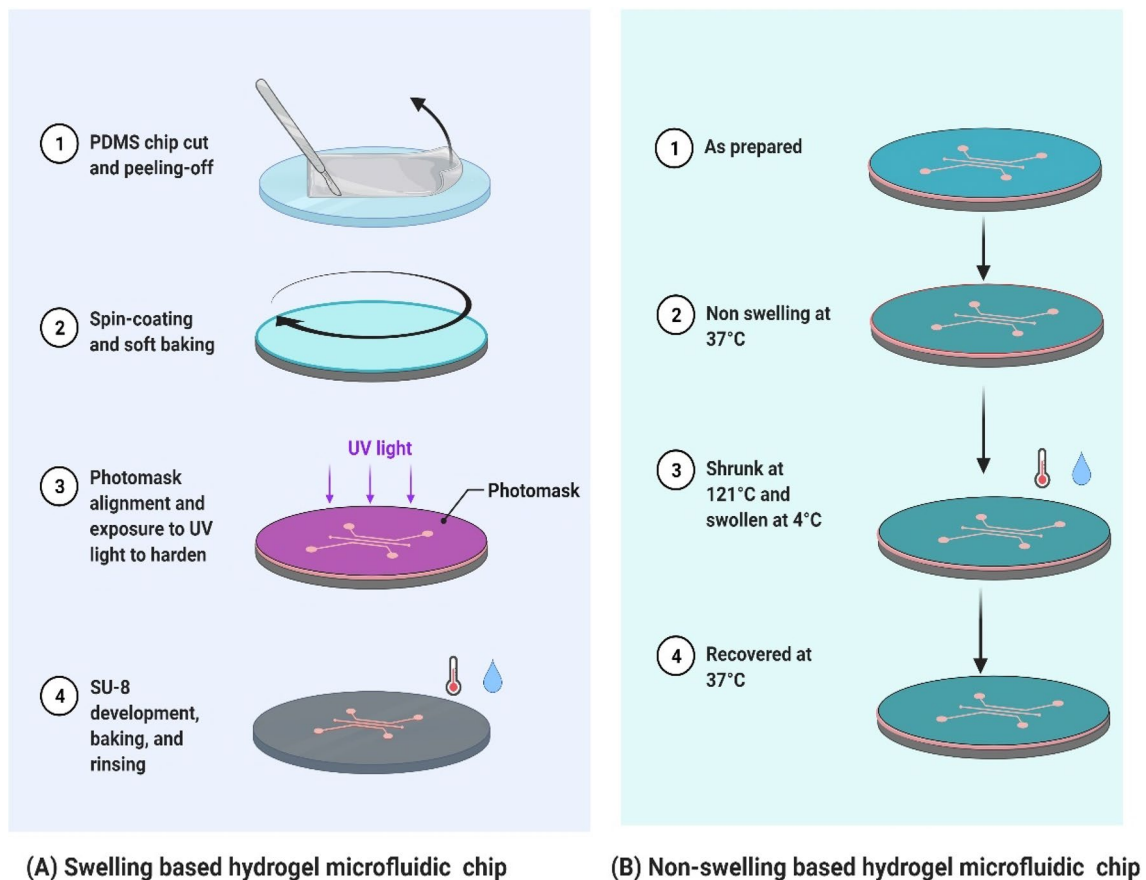 1
PDMS chip cut
and peeling-off
2
Spin-coating
and soft baking
UV light
3
Photomask
alignment and
exposure to UV
light to harden
Photomask
4
SU-8
development,
baking, and
rinsing
(A) Swelling based hydrogel microfluidic chip
1
As prepared
2
Non swelling at
37°C
3
Shrunk at
121°C and
swollen at 4°C
4
Recovered at
37°C
(B) Non-swelling based hydrogel microfluidic chip